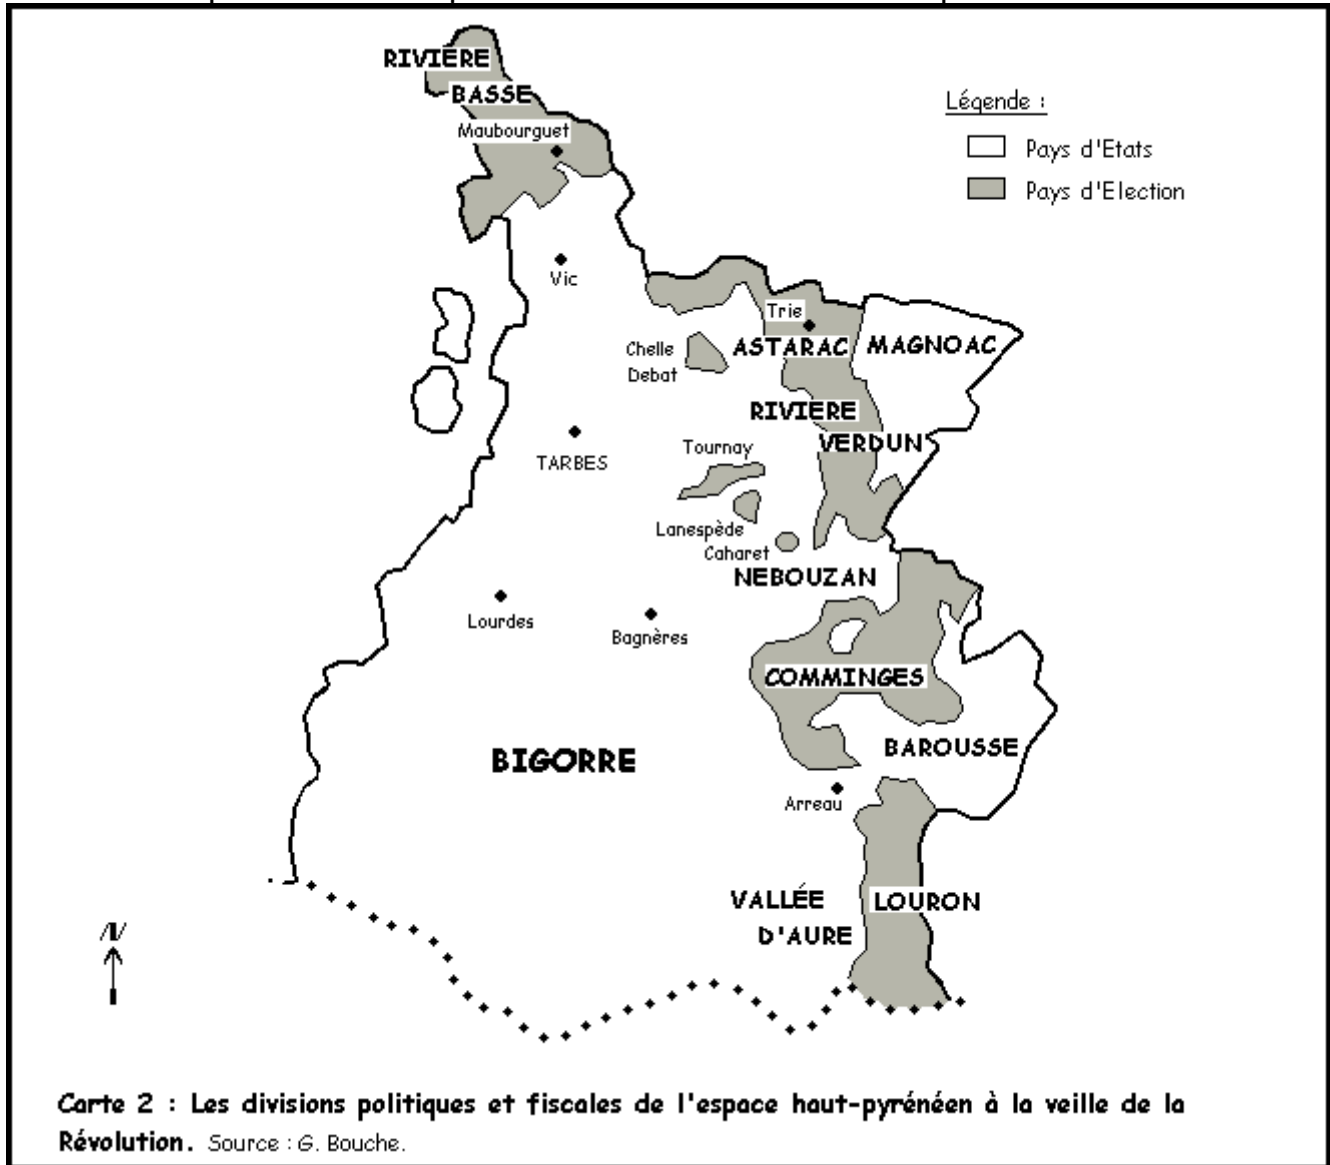 RIVIÈRE
BASSE
Maubourguet
Légende :
Pays d'Etats
Pays d'Election
Vic
Trie
ASTARAC
MAGNOAC
Chelle
Debat
RIVIERE
VERDUN
Tournay
TARBES
Lanespède
Caharet
NEBOUZAN
Lourdes
Bagnères
COMMINGES
BIGORRE
BAROUSSE
Arreau
VALLÉE
D'AURE
LOURON
N
Carte 2 : Les divisions politiques et fiscales de l'espace haut-pyrénéen à la veille de la
Révolution. Source : G. Bouche.